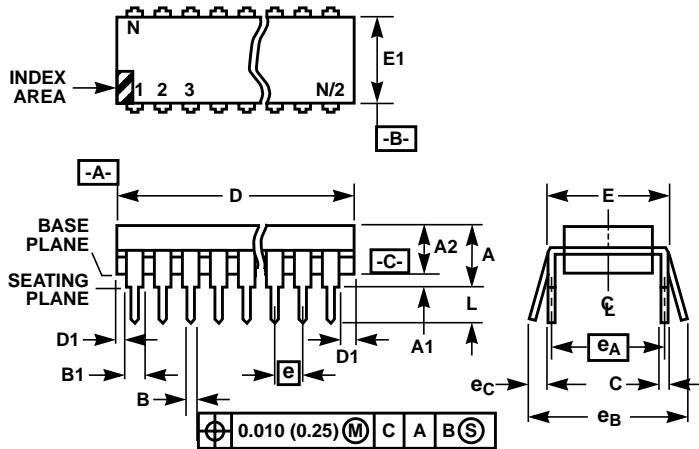 N
INDEX
AREA
1 2 3 N/2
E1
-B-
-A-
D
E
BASE
PLANE
A2
A
-C-
SEATING
PLANE
L
D1
A1
D1
B1
e
B
℄
eA
eC
C
eB
⌖ 0.010 (0.25) Ⓜ C A B Ⓢ